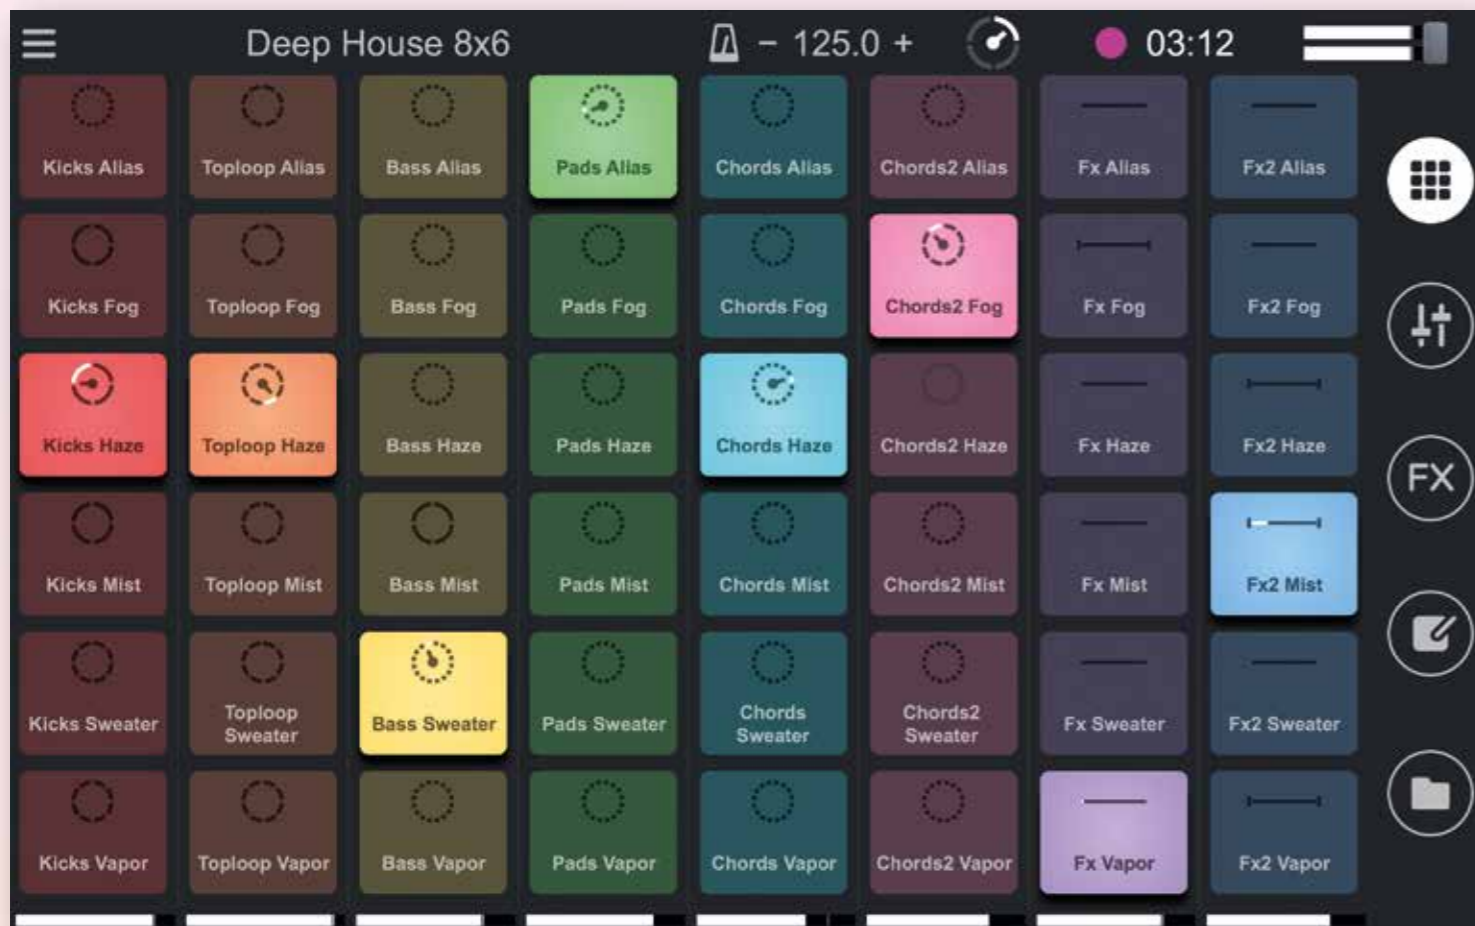 Deep House 8x6
− 125.0 +
03:12
Kicks Alias
Toploop Alias
Bass Alias
Pads Alias
Chords Alias
Chords2 Alias
Fx Alias
Fx2 Alias
Kicks Fog
Toploop Fog
Bass Fog
Pads Fog
Chords Fog
Chords2 Fog
Fx Fog
Fx2 Fog
Kicks Haze
Toploop Haze
Bass Haze
Pads Haze
Chords Haze
Chords2 Haze
Fx Haze
Fx2 Haze
FX
Kicks Mist
Toploop Mist
Bass Mist
Pads Mist
Chords Mist
Chords2 Mist
Fx Mist
Fx2 Mist
Kicks Sweater
Toploop
Sweater
Bass Sweater
Pads Sweater
Chords
Sweater
Chords2
Sweater
Fx Sweater
Fx2 Sweater
Kicks Vapor
Toploop Vapor
Bass Vapor
Pads Vapor
Chords Vapor
Chords2 Vapor
Fx Vapor
Fx2 Vapor